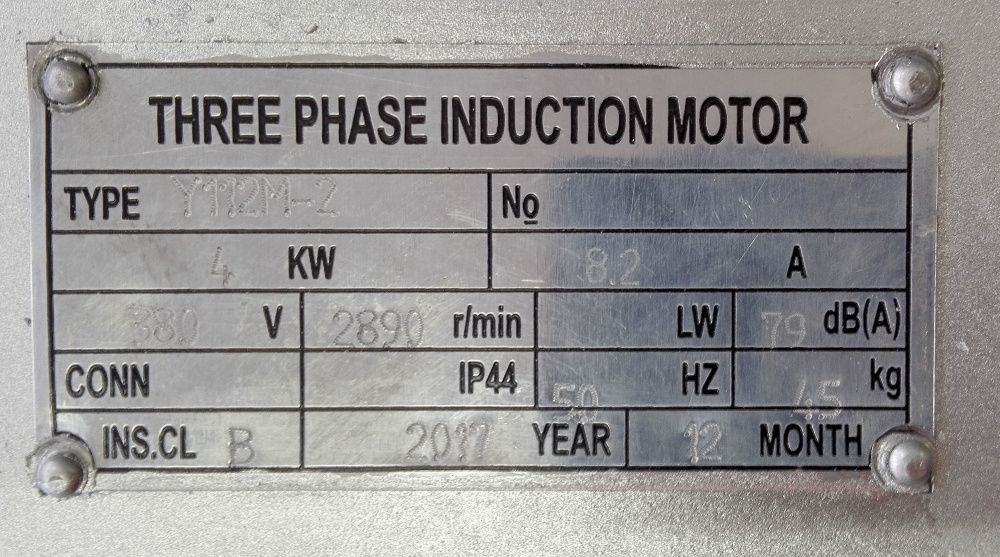 THREE PHASE INDUCTION MOTOR
TYPE Y112M-2 No
4 KW 8.2 A
380 V 2890 r/min LW 79 dB(A)
CONN IP44 50 HZ 45 kg
INS.CL B 2017 YEAR 12 MONTH